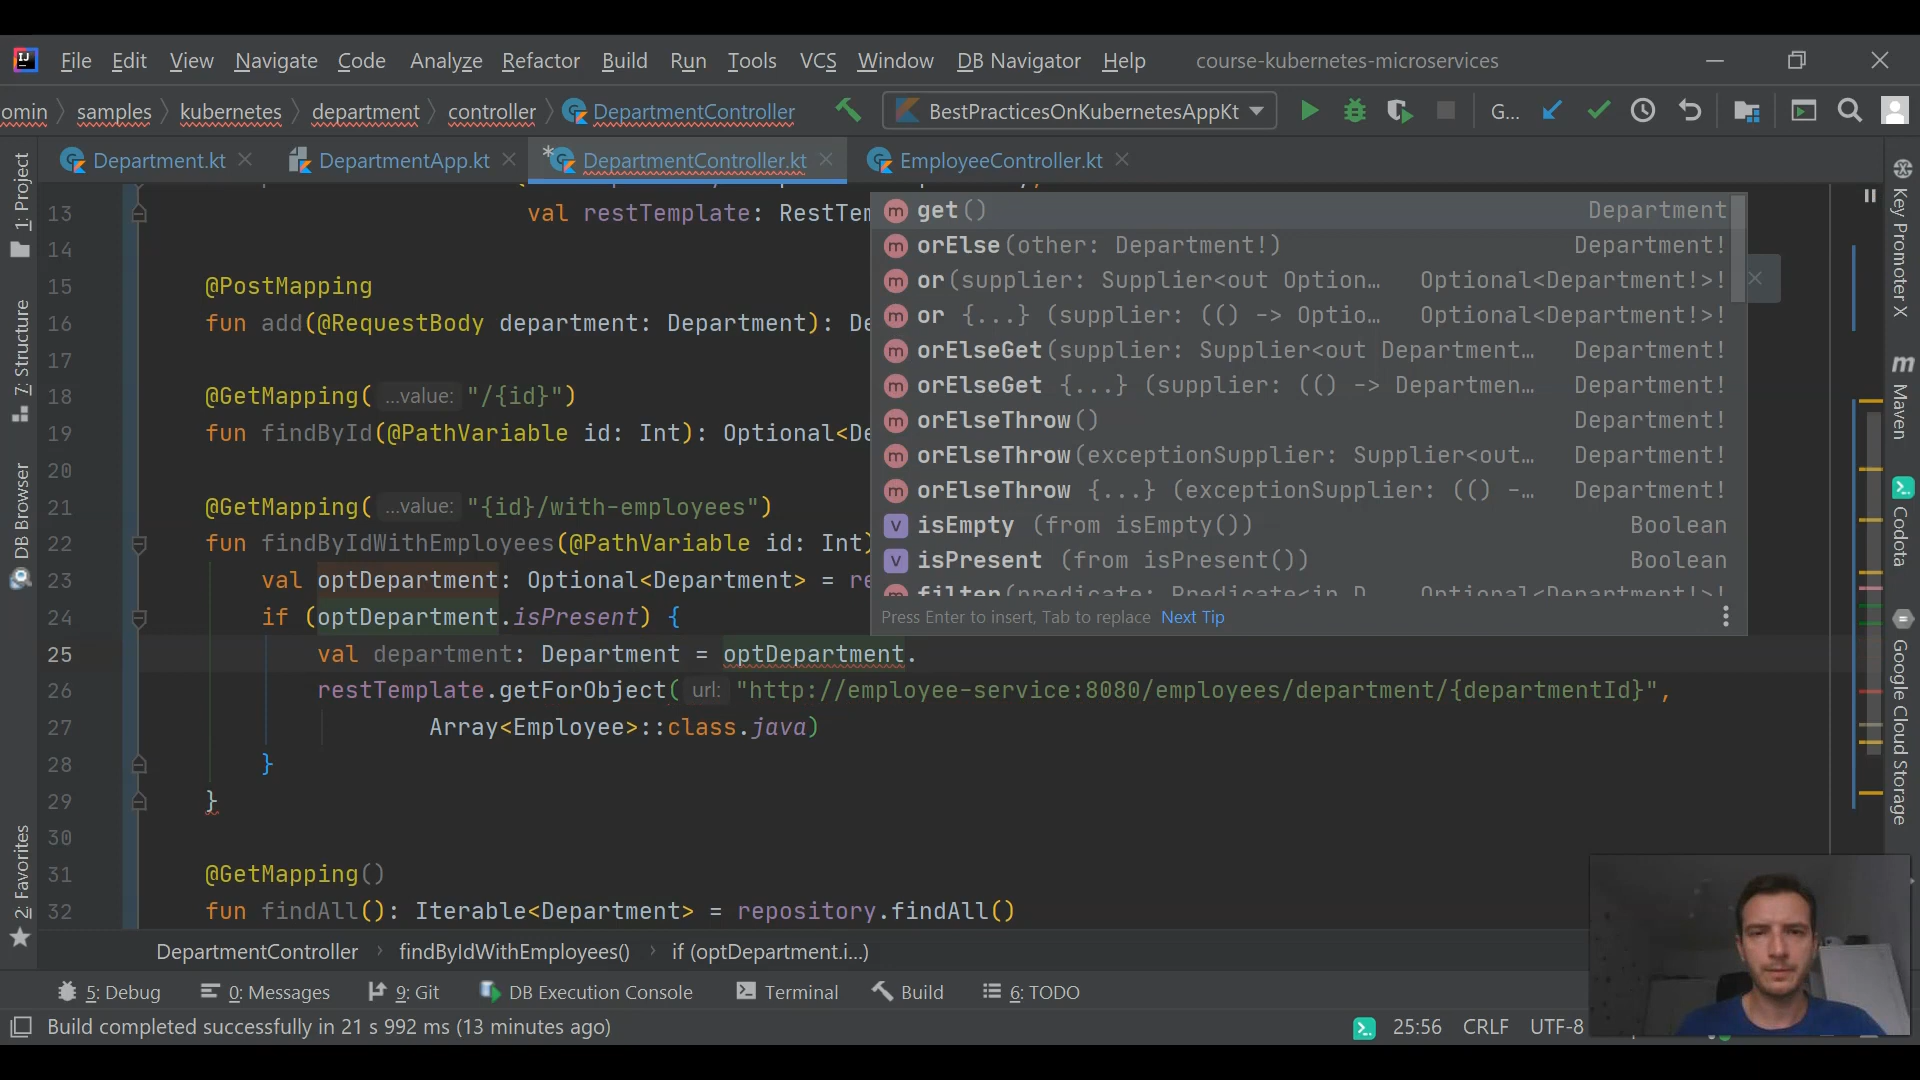 File Edit View Navigate Code Analyze Refactor Build Run Tools VCS Window DB Navigator Help course-kubernetes-microservices
omin samples kubernetes department controller DepartmentController BestPracticesOnKubernetesAppKt G...
Department.kt DepartmentApp.kt DepartmentController.kt EmployeeController.kt
1: Project
7: Structure
DB Browser
2: Favorites
13 val restTemplate: RestTem
14
15 @PostMapping
16 fun add(@RequestBody department: Department): De
17
18 @GetMapping( ...value: "/{id}")
19 fun findById(@PathVariable id: Int): Optional<De
20
21 @GetMapping( ...value: "{id}/with-employees")
22 fun findByIdWithEmployees(@PathVariable id: Int)
23 val optDepartment: Optional<Department> = re
24 if (optDepartment.isPresent) {
25 val department: Department = optDepartment.
26 restTemplate.getForObject( url: "http://employee-service:8080/employees/department/{departmentId}",
27 Array<Employee>::class.java)
28 }
29 }
30
31 @GetMapping()
32 fun findAll(): Iterable<Department> = repository.findAll()
get() Department
orElse(other: Department!) Department!
or(supplier: Supplier<out Option... Optional<Department!>!
or {...} (supplier: (() -> Optio... Optional<Department!>!
orElseGet(supplier: Supplier<out Department... Department!
orElseGet {...} (supplier: (() -> Departmen... Department!
orElseThrow() Department!
orElseThrow(exceptionSupplier: Supplier<out... Department!
orElseThrow {...} (exceptionSupplier: (() -... Department!
isEmpty (from isEmpty()) Boolean
isPresent (from isPresent()) Boolean
filter(predicate: Predicate<in D... Optional<Department!>!
Press Enter to insert, Tab to replace Next Tip
Key Promoter X
Maven
Codota
Google Cloud Storage
DepartmentController findByIdWithEmployees() if (optDepartment.i...)
5: Debug 0: Messages 9: Git DB Execution Console Terminal Build 6: TODO
Build completed successfully in 21 s 992 ms (13 minutes ago) 25:56 CRLF UTF-8